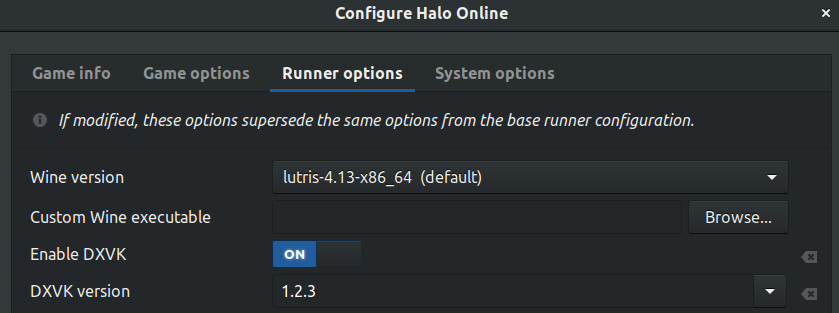 Configure Halo Online
Game info Game options Runner options System options
If modified, these options supersede the same options from the base runner configuration.
Wine version lutris-4.13-x86_64 (default)
Custom Wine executable Browse...
Enable DXVK ON
DXVK version 1.2.3